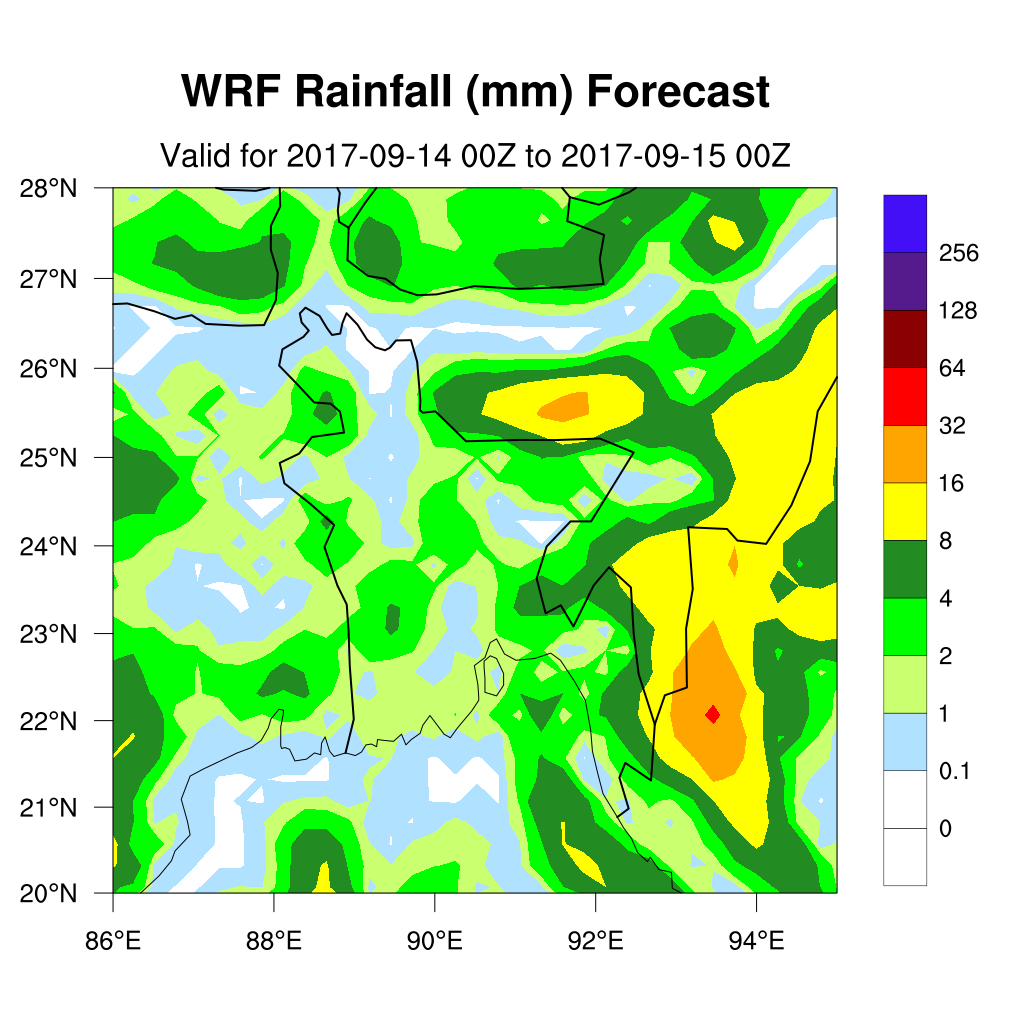 WRF Rainfall (mm) Forecast
Valid for 2017-09-14 00Z to 2017-09-15 00Z
28°N
27°N
26°N
25°N
24°N
23°N
22°N
21°N
20°N
86°E 88°E 90°E 92°E 94°E
256
128
64
32
16
8
4
2
1
0.1
0